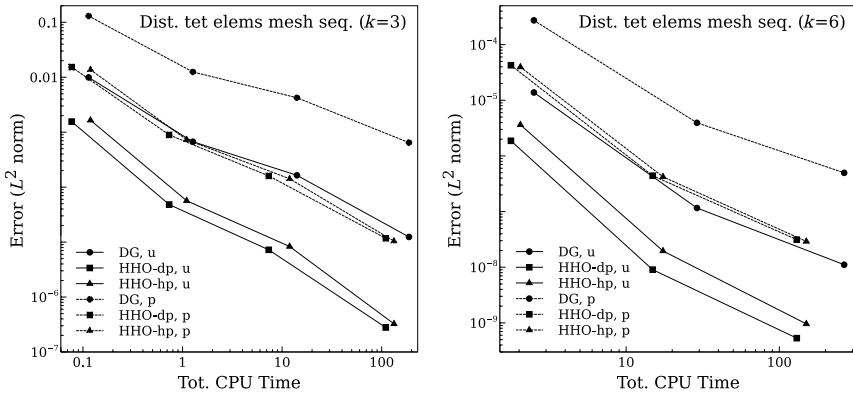 Dist. tet elems mesh seq. (k=3)
0.1
0.01
10⁻⁶
10⁻⁷
Error (L² norm)
DG, u
HHO-dp, u
HHO-hp, u
DG, p
HHO-dp, p
HHO-hp, p
0.1 1 10 100
Tot. CPU Time
Dist. tet elems mesh seq. (k=6)
10⁻⁴
10⁻⁵
10⁻⁸
10⁻⁹
Error (L² norm)
DG, u
HHO-dp, u
HHO-hp, u
DG, p
HHO-dp, p
HHO-hp, p
10 100
Tot. CPU Time